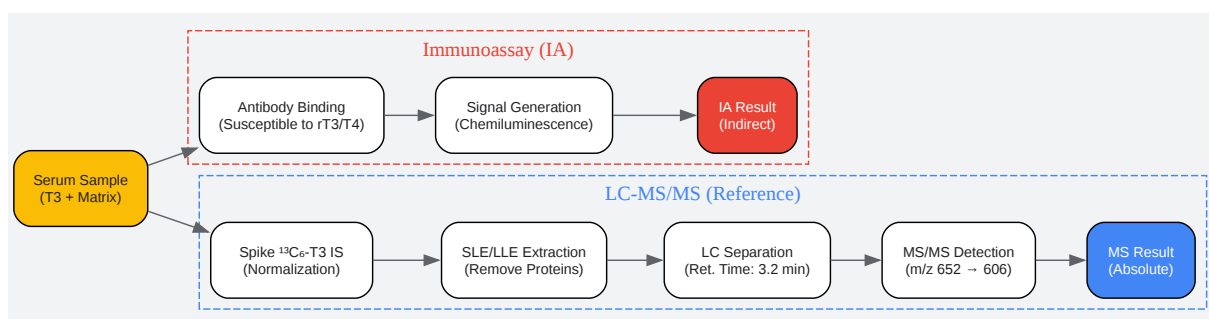 Immunoassay (IA)
Antibody Binding
(Susceptible to rT3/T4)
Signal Generation
(Chemiluminescence)
IA Result
(Indirect)
Serum Sample
(T3 + Matrix)
LC-MS/MS (Reference)
Spike ¹³C₆-T3 IS
(Normalization)
SLE/LLE Extraction
(Remove Proteins)
LC Separation
(Ret. Time: 3.2 min)
MS/MS Detection
(m/z 652 → 606)
MS Result
(Absolute)